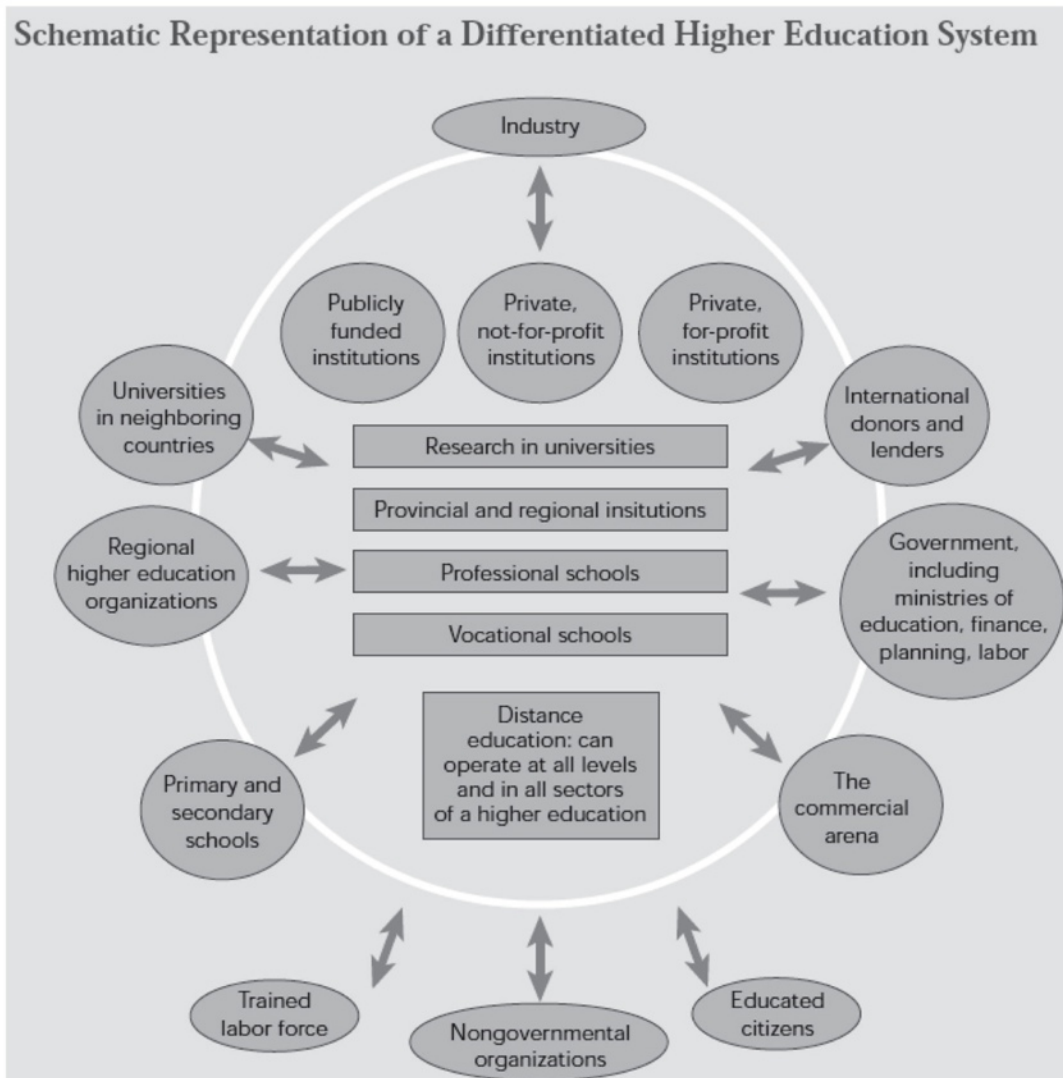 Schematic Representation of a Differentiated Higher Education System
Industry
Publicly
funded
institutions
Private,
not-for-profit
institutions
Private,
for-profit
institutions
Universities
in neighboring
countries
International
donors and
lenders
Research in universities
Provincial and regional insitutions
Regional
higher education
organizations
Professional schools
Government,
including
ministries of
education, finance,
planning, labor
Vocational schools
Primary and
secondary
schools
Distance
education: can
operate at all levels
and in all sectors
of a higher education
The
commercial
arena
Trained
labor force
Nongovernmental
organizations
Educated
citizens